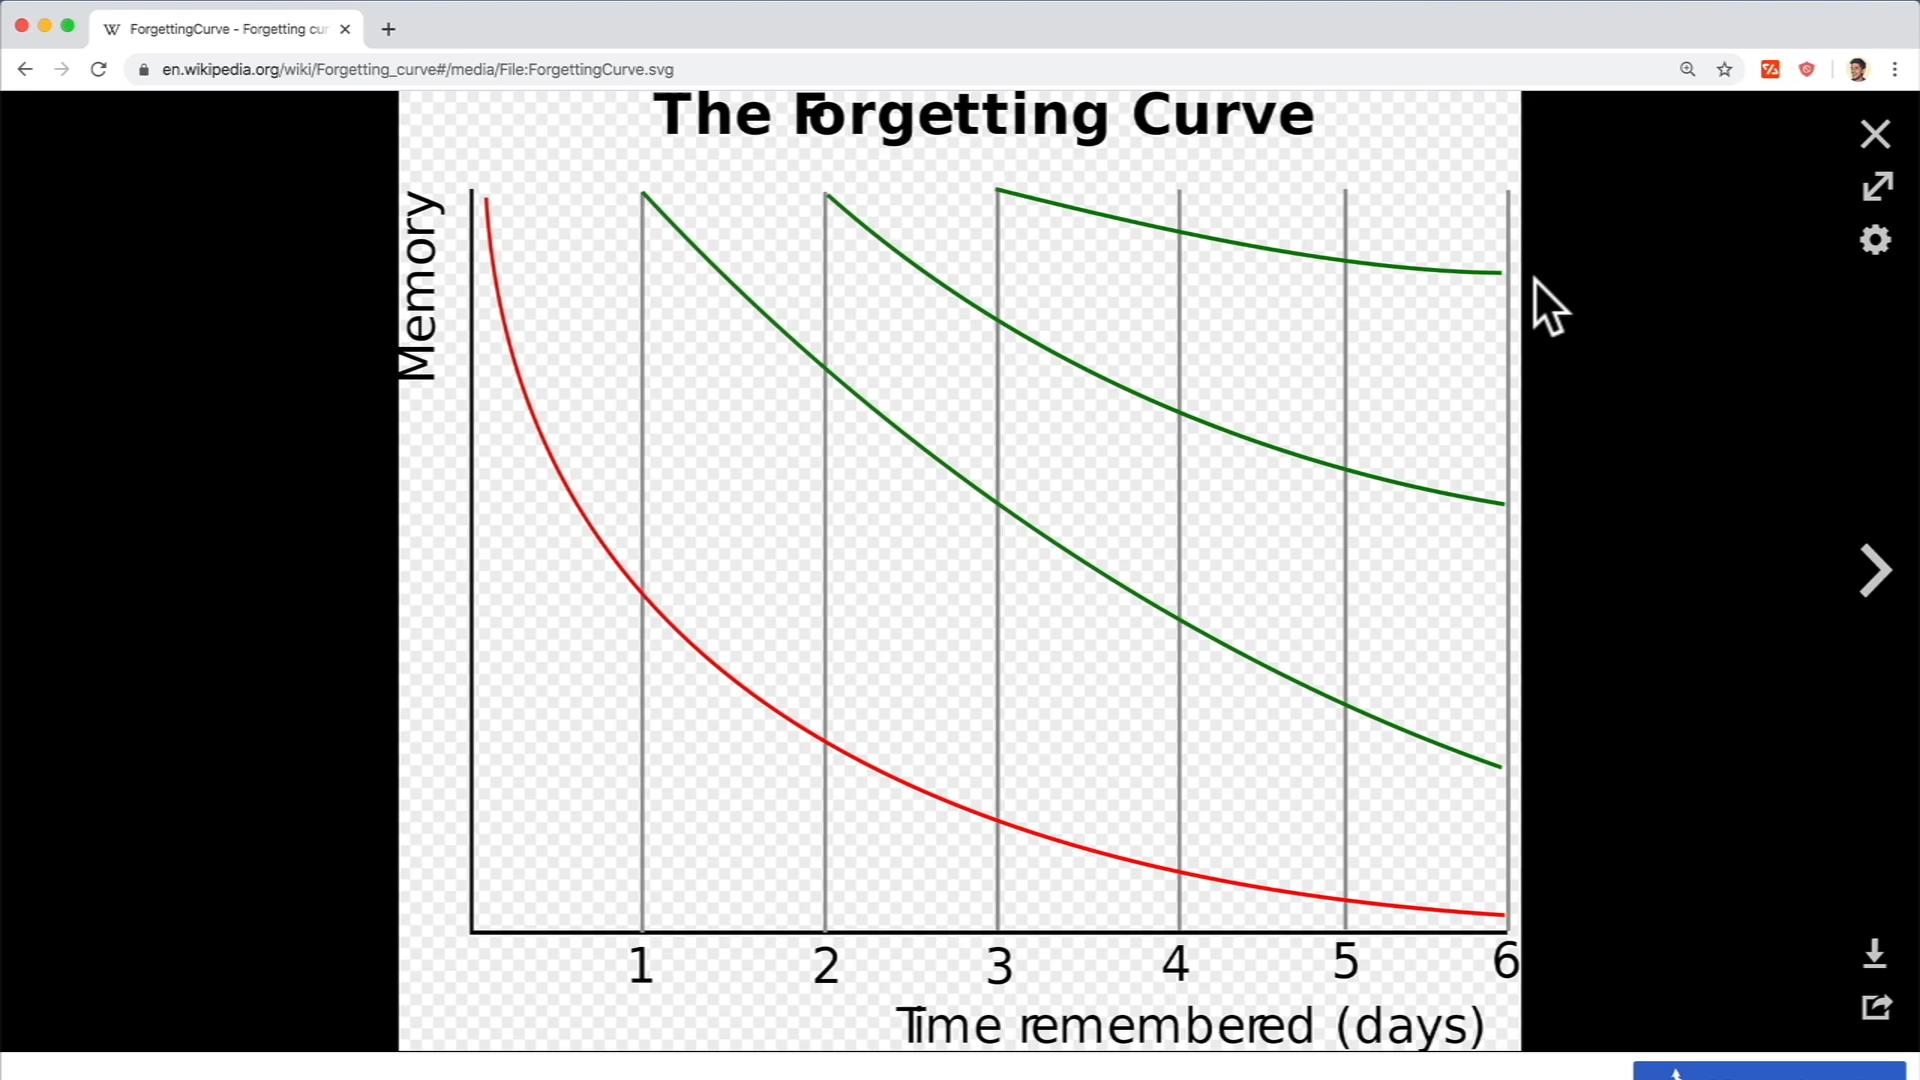 ForgettingCurve - Forgetting cur
en.wikipedia.org/wiki/Forgetting_curve#/media/File:ForgettingCurve.svg
The Forgetting Curve
Memory
1 2 3 4 5 6
Time remembered (days)